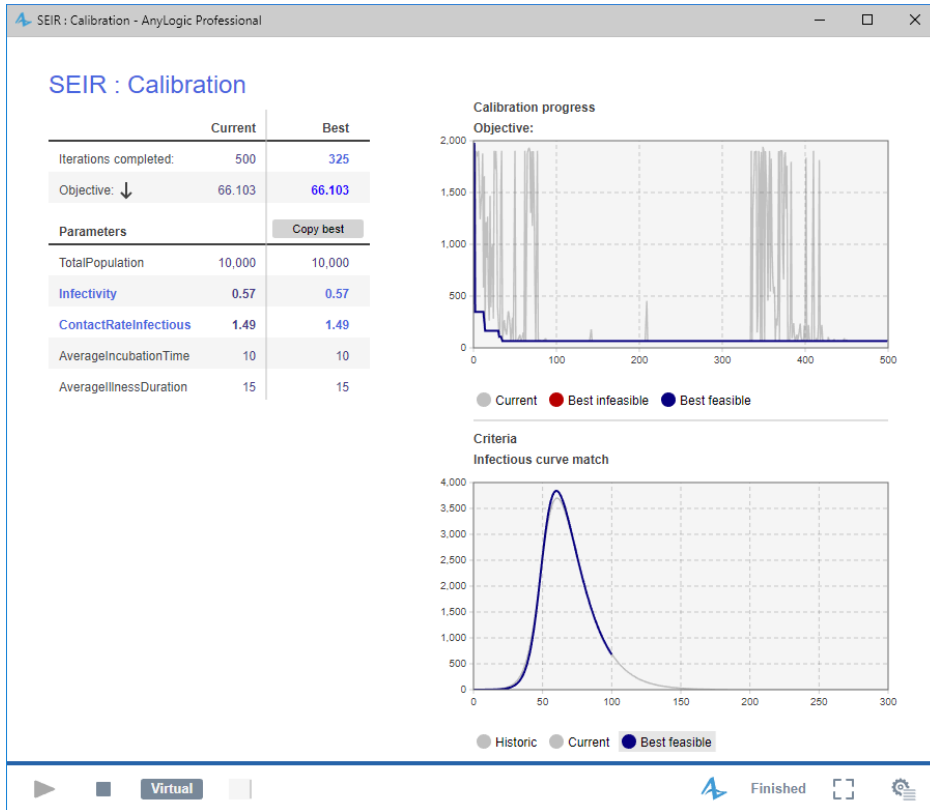 SEIR : Calibration - AnyLogic Professional
SEIR : Calibration
Current Best
Iterations completed: 500 325
Objective: ↓ 66.103 66.103
Parameters Copy best
TotalPopulation 10,000 10,000
Infectivity 0.57 0.57
ContactRateInfectious 1.49 1.49
AverageIncubationTime 10 10
AverageIllnessDuration 15 15
Calibration progress
Objective:
2,000
1,500
1,000
500
0
0 100 200 300 400 500
Current Best infeasible Best feasible
Criteria
Infectious curve match
4,000
3,500
3,000
2,500
2,000
1,500
1,000
500
0
0 50 100 150 200 250 300
Historic Current Best feasible
Virtual Finished